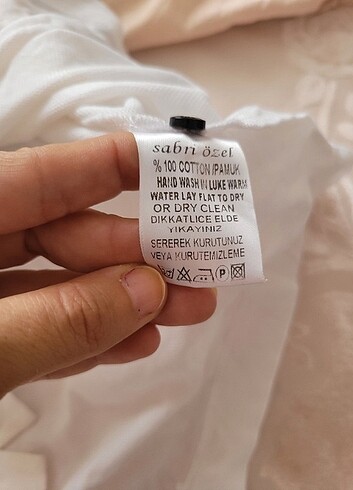 sabri özel
% 100 COTTON /PAMUK
HAND WASH IN LUKE WARM
WATER LAY FLAT TO DRY
OR DRY CLEAN
DIKKATLICE ELDE
YIKAYINIZ
SEREREK KURUTUNUZ
VEYA KURUTEMIZLEME
P